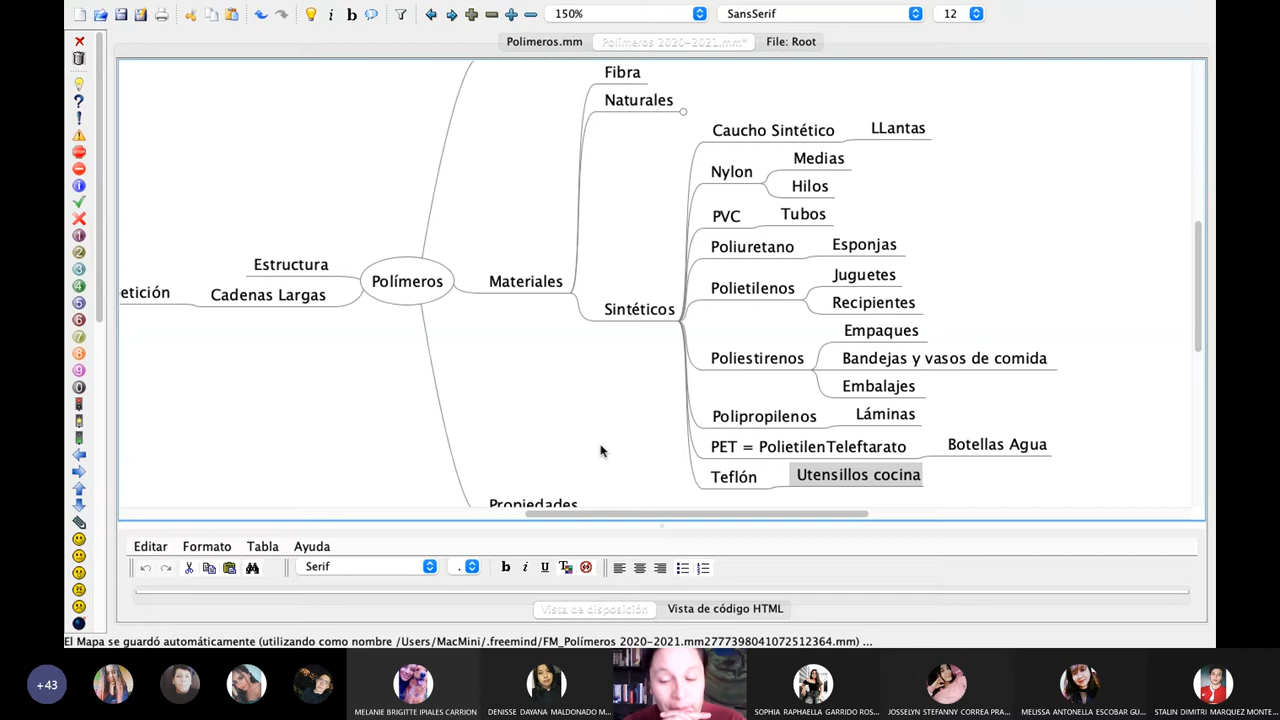 150%
SansSerif
12
Polimeros.mm
Polímeros 2020-2021.mm*
File: Root
Fibra
Naturales
Caucho Sintético
LLantas
Nylon
Medias
Hilos
PVC
Tubos
Poliuretano
Esponjas
Polietilenos
Juguetes
Recipientes
Poliestirenos
Empaques
Bandejas y vasos de comida
Embalajes
Polipropilenos
Láminas
PET = PolietilenTeleftarato
Botellas Agua
Teflón
Utensillos cocina
Sintéticos
Materiales
Polímeros
Estructura
Cadenas Largas
etición
Propiedades
Editar Formato Tabla Ayuda
Serif
Vista de disposición
Vista de código HTML
El Mapa se guardó automáticamente (utilizando como nombre /Users/MacMini/.freemind/FM_Polímeros 2020-2021.mm2777398041072512364.mm) ...
+43
MELANIE BRIGITTE IPIALES CARRION
DENISSE DAYANA MALDONADO M...
SOPHIA RAPHAELLA GARRIDO ROS...
JOSSELYN STEFANNY CORREA PRA...
MELISSA ANTONELLA ESCOBAR GU...
STALIN DIMITRI MARQUEZ MONTE...